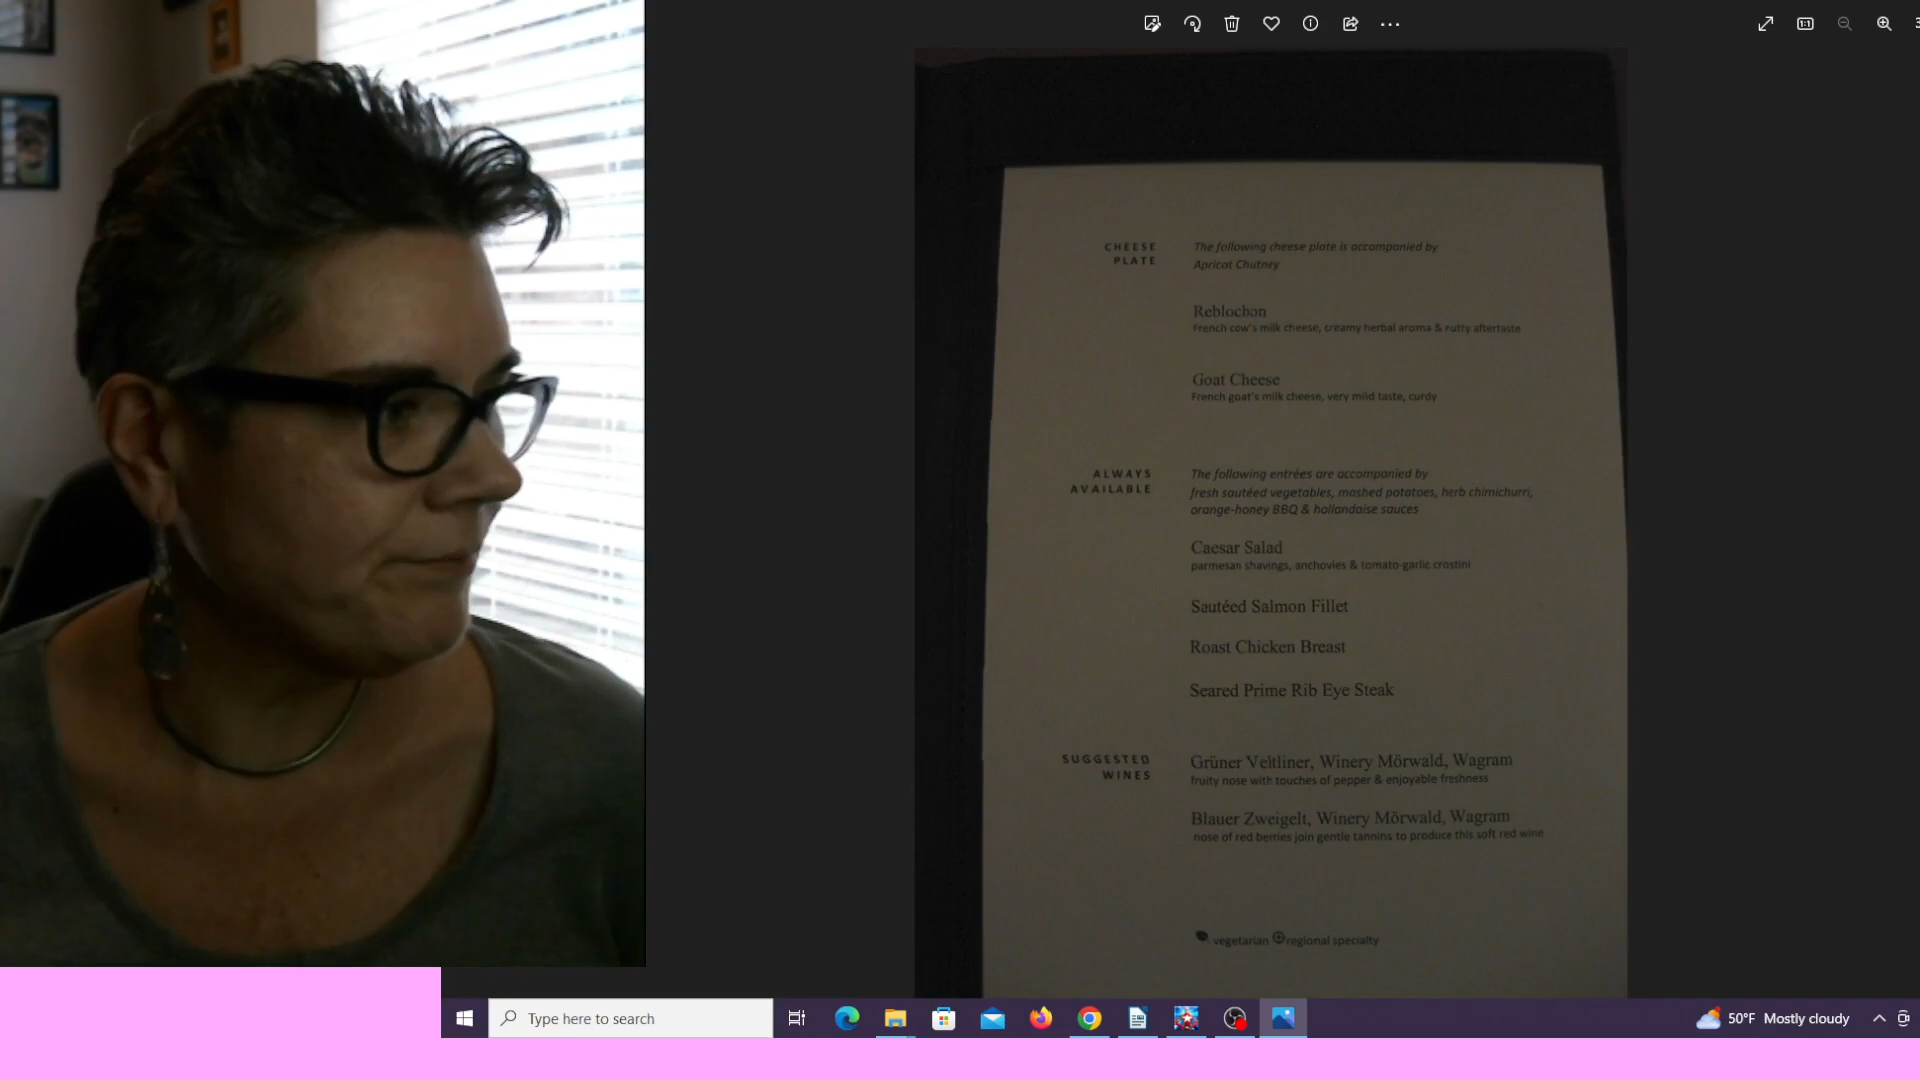 CHEESE
PLATE
The following cheese plate is accompanied by
Apricot Chutney
Reblochon
French cow's milk cheese, creamy herbal aroma & nutty aftertaste
Goat Cheese
French goat's milk cheese, very mild taste, curdy
ALWAYS
AVAILABLE
The following entrées are accompanied by
fresh sautéed vegetables, mashed potatoes, herb chimichurri,
orange-honey BBQ & hollandaise sauces
Caesar Salad
parmesan shavings, anchovies & tomato-garlic crostini
Sautéed Salmon Fillet
Roast Chicken Breast
Seared Prime Rib Eye Steak
SUGGESTED
WINES
Grüner Veltliner, Winery Mörwald, Wagram
fruity nose with touches of pepper & enjoyable freshness
Blauer Zweigelt, Winery Mörwald, Wagram
nose of red berries join gentle tannins to produce this soft red wine
vegetarian regional specialty
Type here to search
50°F Mostly cloudy